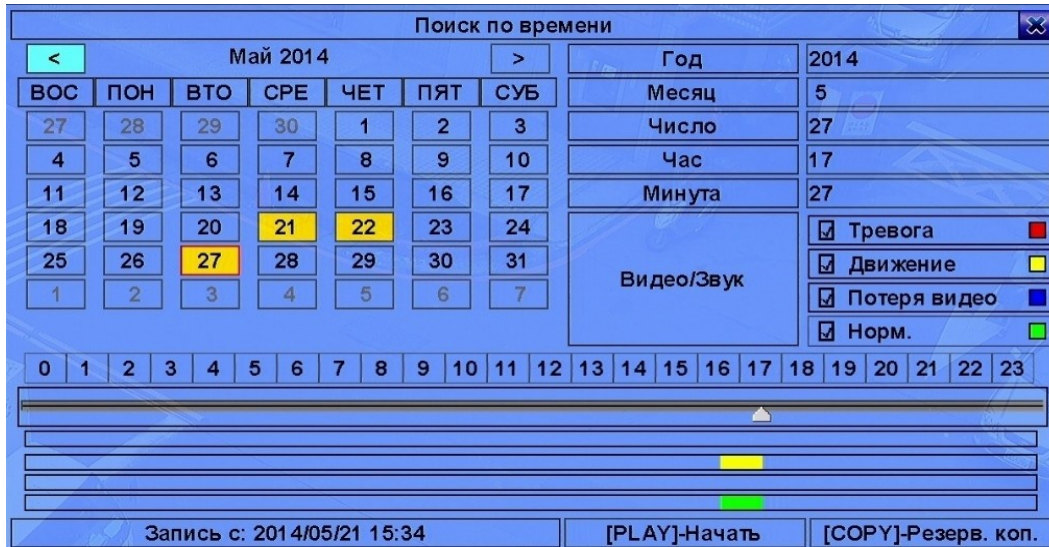 Поиск по времени
< Май 2014 >
ВОС ПОН ВТО СРЕ ЧЕТ ПЯТ СУБ
27 28 29 30 1 2 3
4 5 6 7 8 9 10
11 12 13 14 15 16 17
18 19 20 21 22 23 24
25 26 27 28 29 30 31
1 2 3 4 5 6 7
Год 2014
Месяц 5
Число 27
Час 17
Минута 27
Видео/Звук
Тревога
Движение
Потеря видео
Норм.
0 1 2 3 4 5 6 7 8 9 10 11 12 13 14 15 16 17 18 19 20 21 22 23
Запись с: 2014/05/21 15:34
[PLAY]-Начать
[COPY]-Резерв. коп.